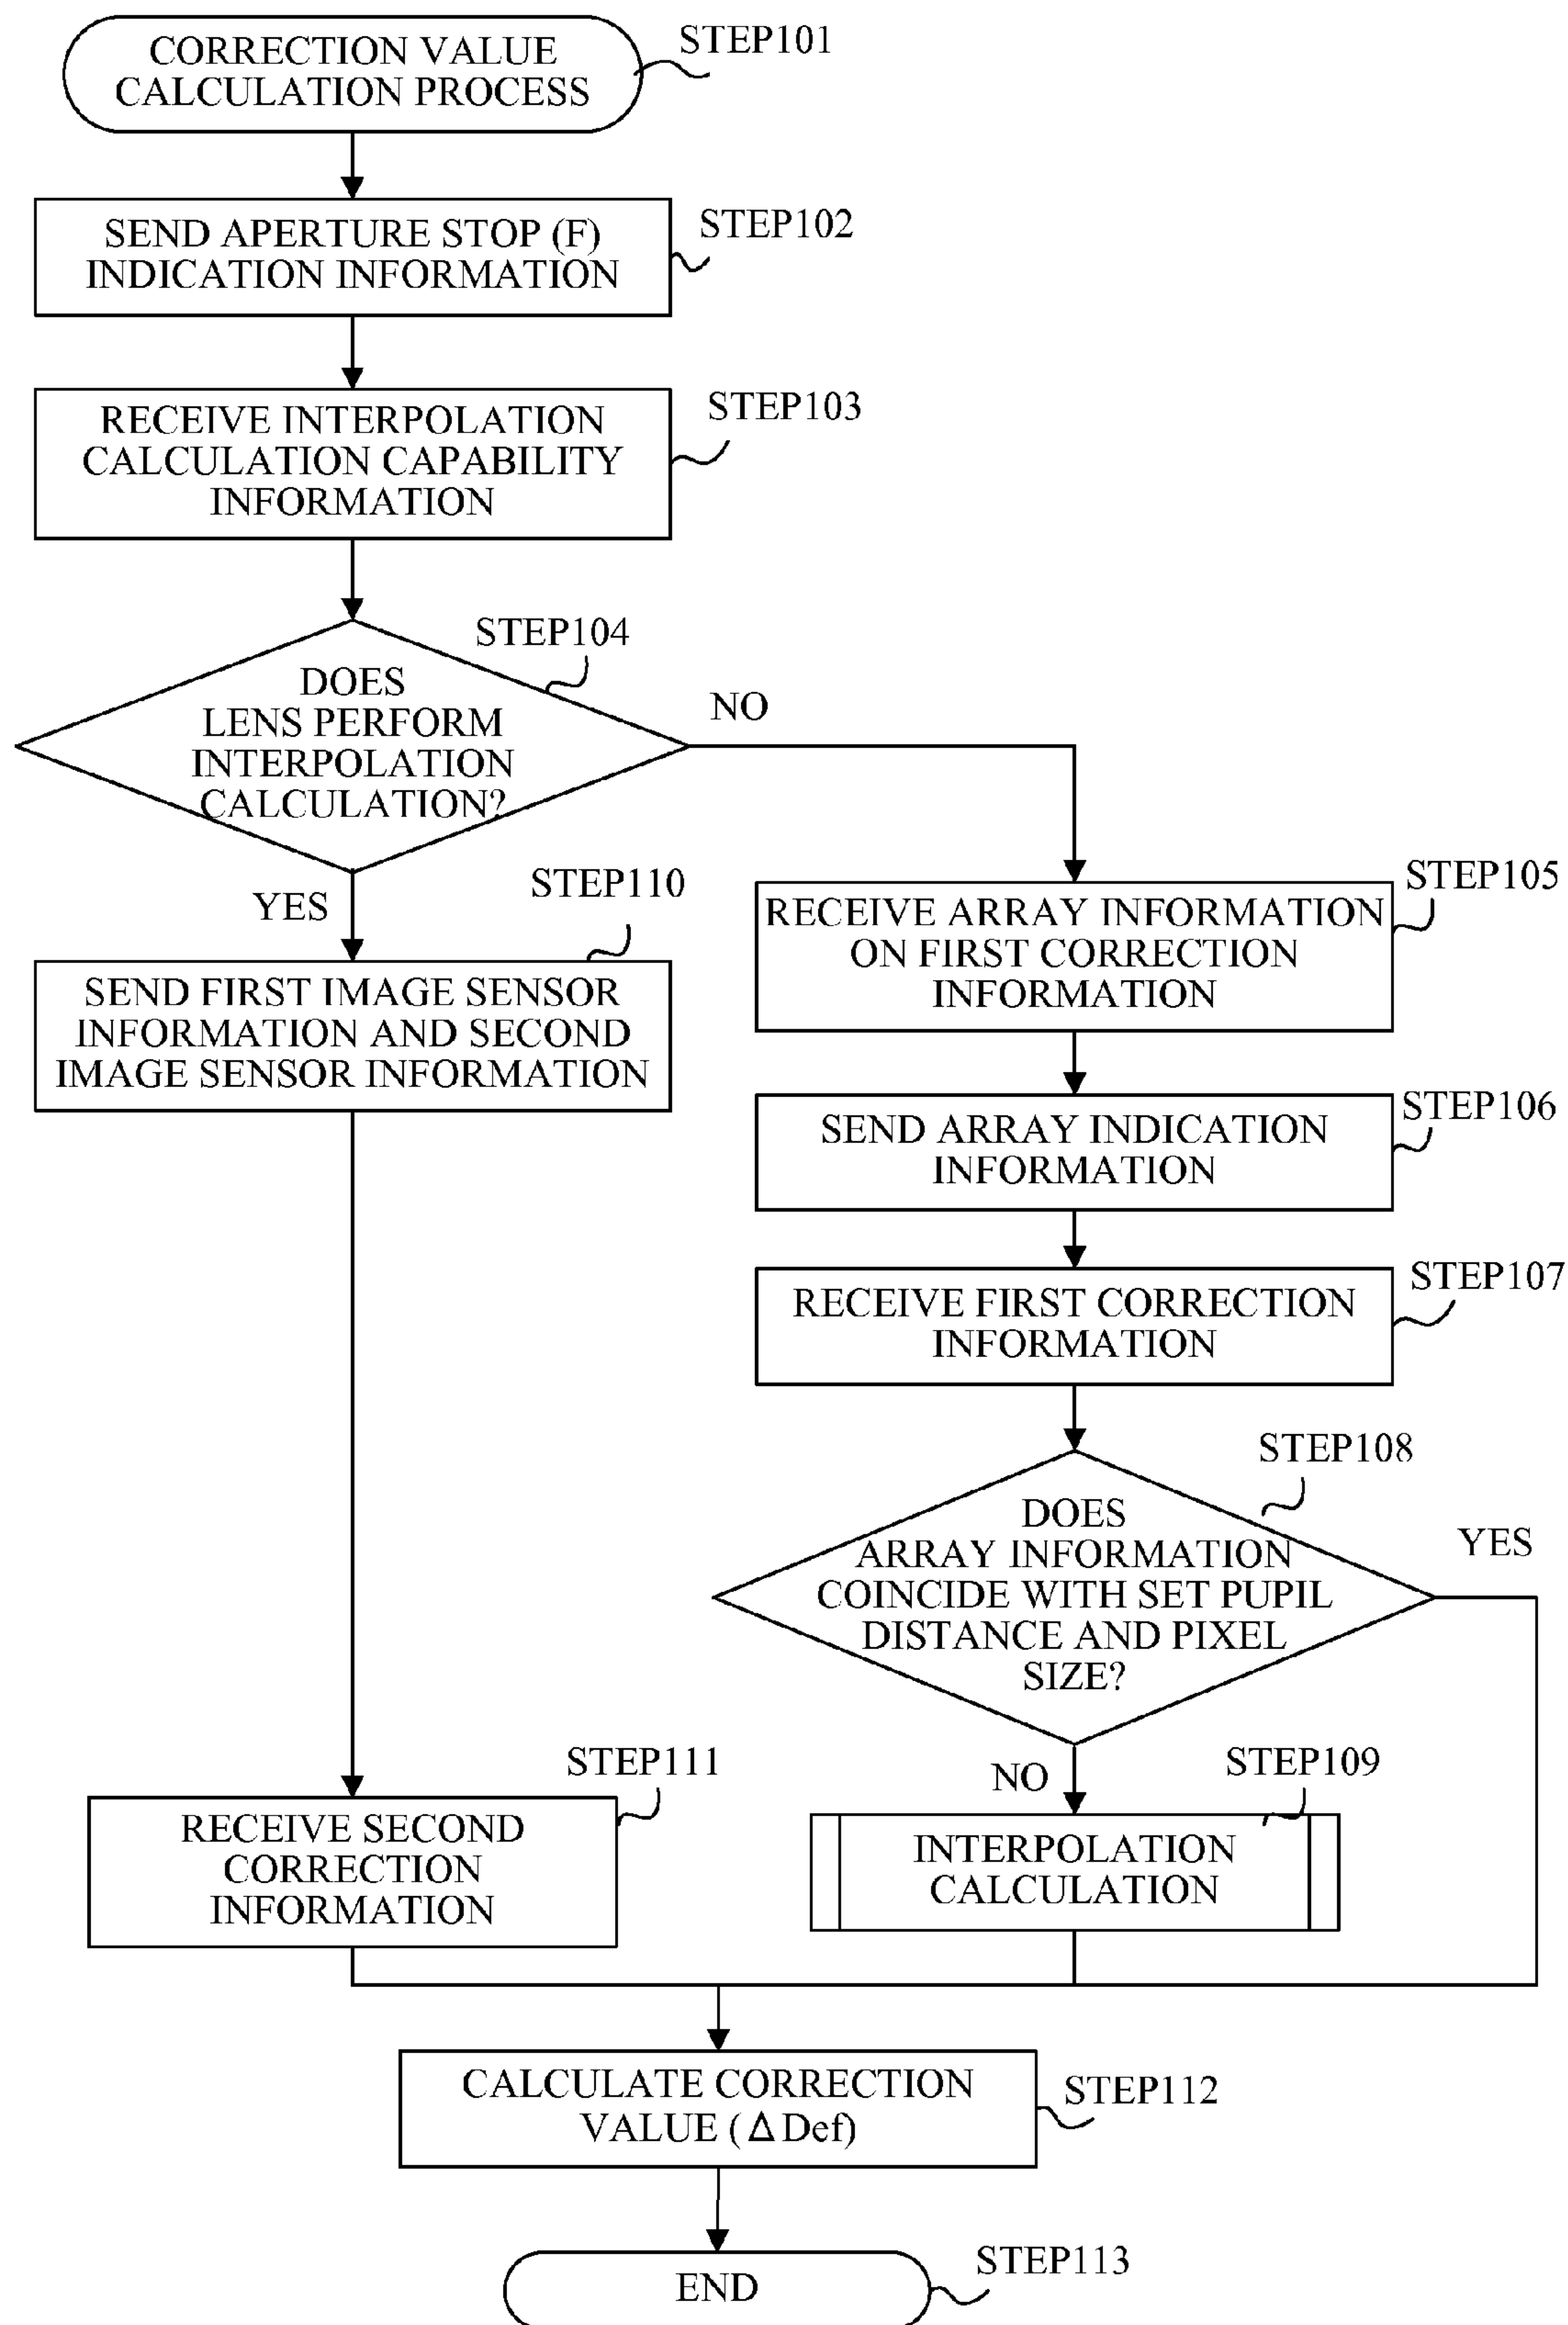 CORRECTION VALUE
CALCULATION PROCESS
STEP101
SEND APERTURE STOP (F)
INDICATION INFORMATION
STEP102
RECEIVE INTERPOLATION
CALCULATION CAPABILITY
INFORMATION
STEP103
STEP104
DOES
LENS PERFORM
INTERPOLATION
CALCULATION?
NO
YES
STEP110
SEND FIRST IMAGE SENSOR
INFORMATION AND SECOND
IMAGE SENSOR INFORMATION
STEP105
RECEIVE ARRAY INFORMATION
ON FIRST CORRECTION
INFORMATION
STEP106
SEND ARRAY INDICATION
INFORMATION
STEP107
RECEIVE FIRST CORRECTION
INFORMATION
STEP108
DOES
ARRAY INFORMATION
COINCIDE WITH SET PUPIL
DISTANCE AND PIXEL
SIZE?
YES
NO
STEP109
INTERPOLATION
CALCULATION
STEP111
RECEIVE SECOND
CORRECTION
INFORMATION
CALCULATE CORRECTION
VALUE (Δ Def)
STEP112
END
STEP113